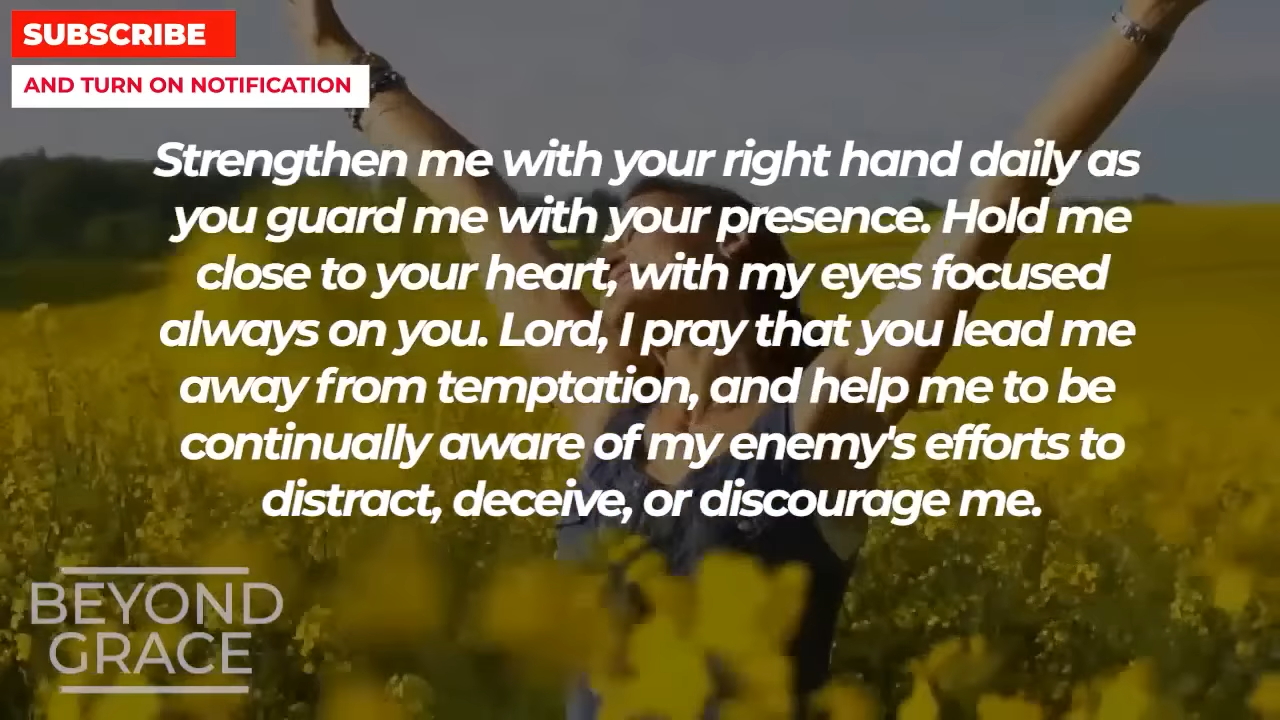 SUBSCRIBE
AND TURN ON NOTIFICATION
Strengthen me with your right hand daily as
you guard me with your presence. Hold me
close to your heart, with my eyes focused
always on you. Lord, I pray that you lead me
away from temptation, and help me to be
continually aware of my enemy's efforts to
distract, deceive, or discourage me.
BEYOND
GRACE